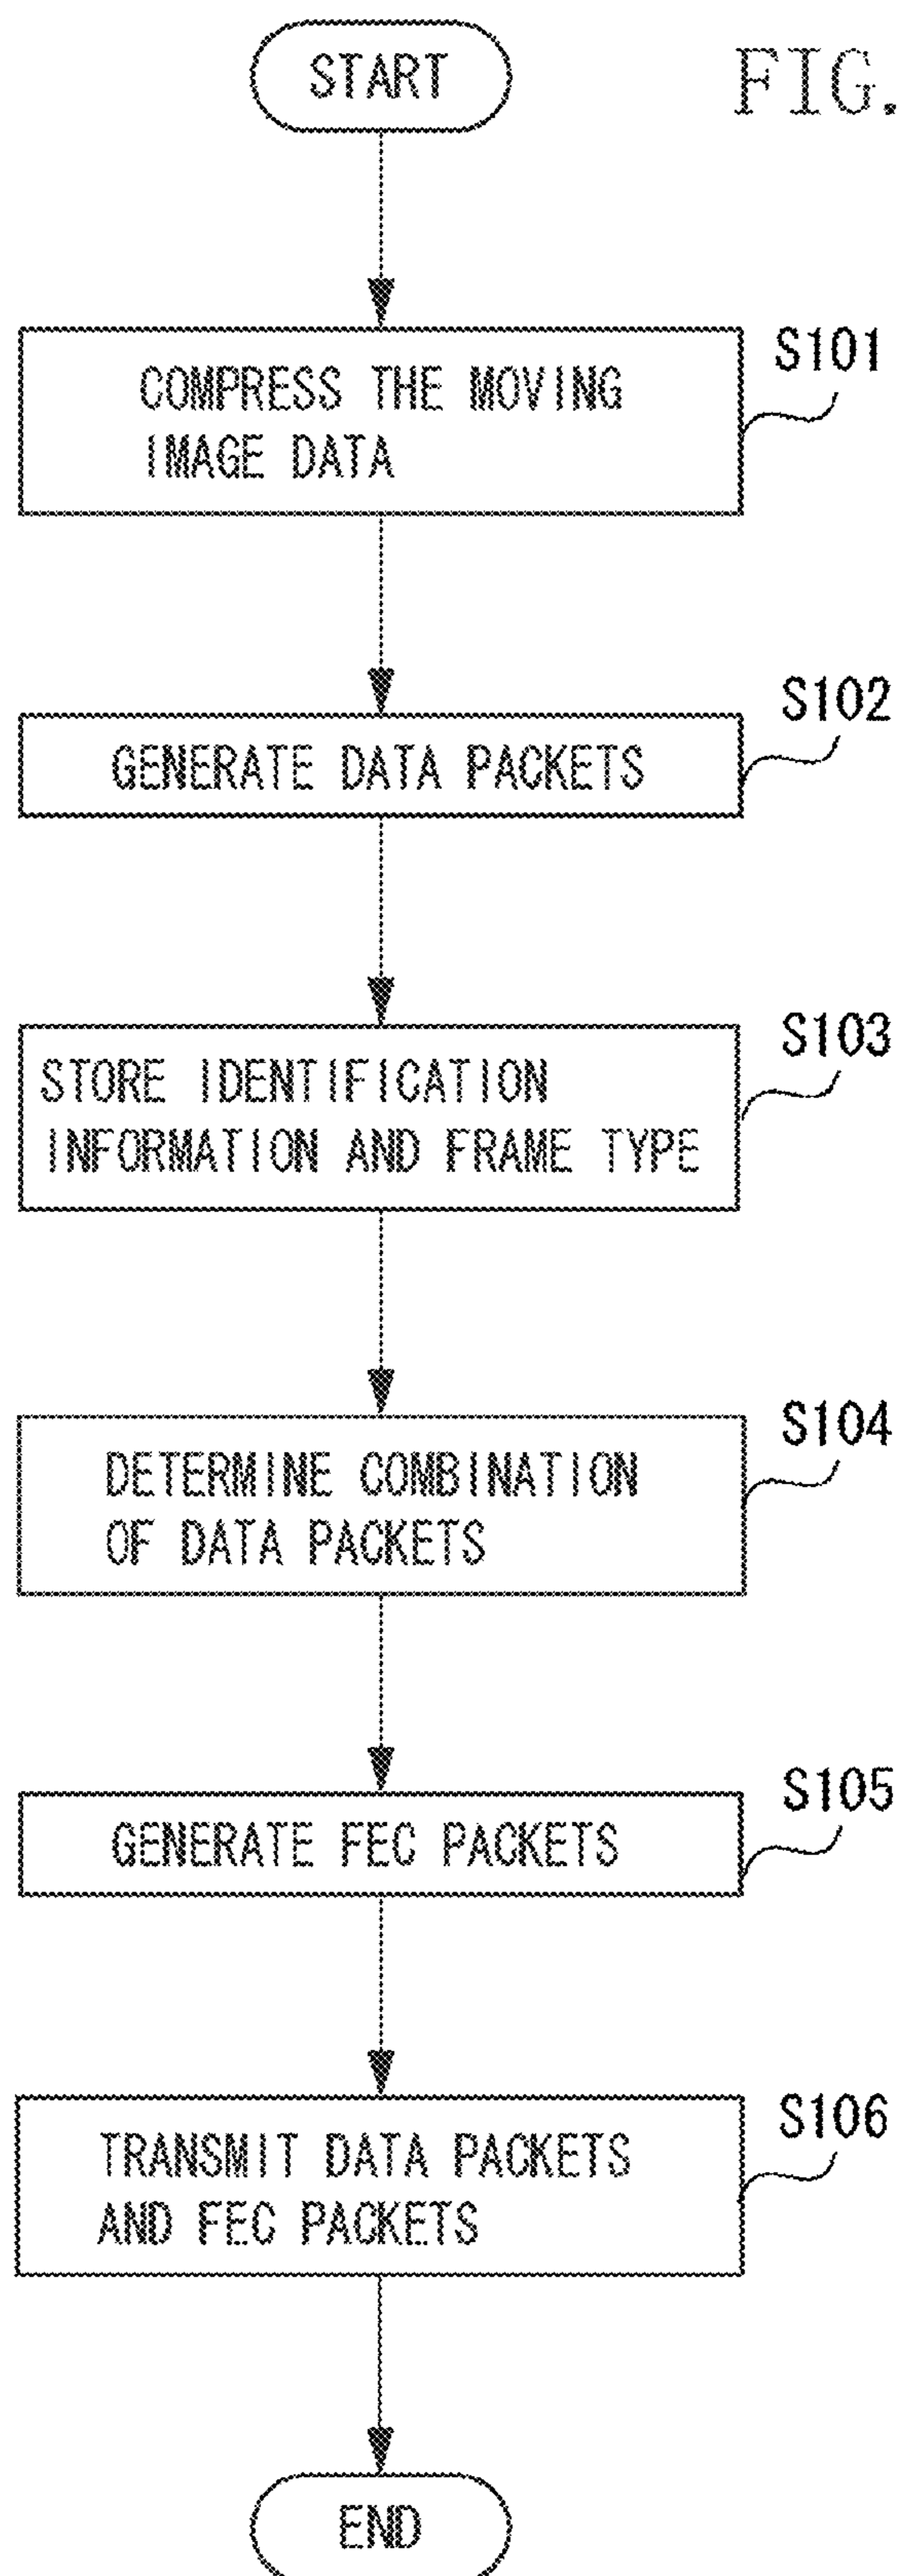 START
FIG.
S101
COMPRESS THE MOVING
IMAGE DATA
S102
GENERATE DATA PACKETS
S103
STORE IDENTIFICATION
INFORMATION AND FRAME TYPE
S104
DETERMINE COMBINATION
OF DATA PACKETS
S105
GENERATE FEC PACKETS
S106
TRANSMIT DATA PACKETS
AND FEC PACKETS
END